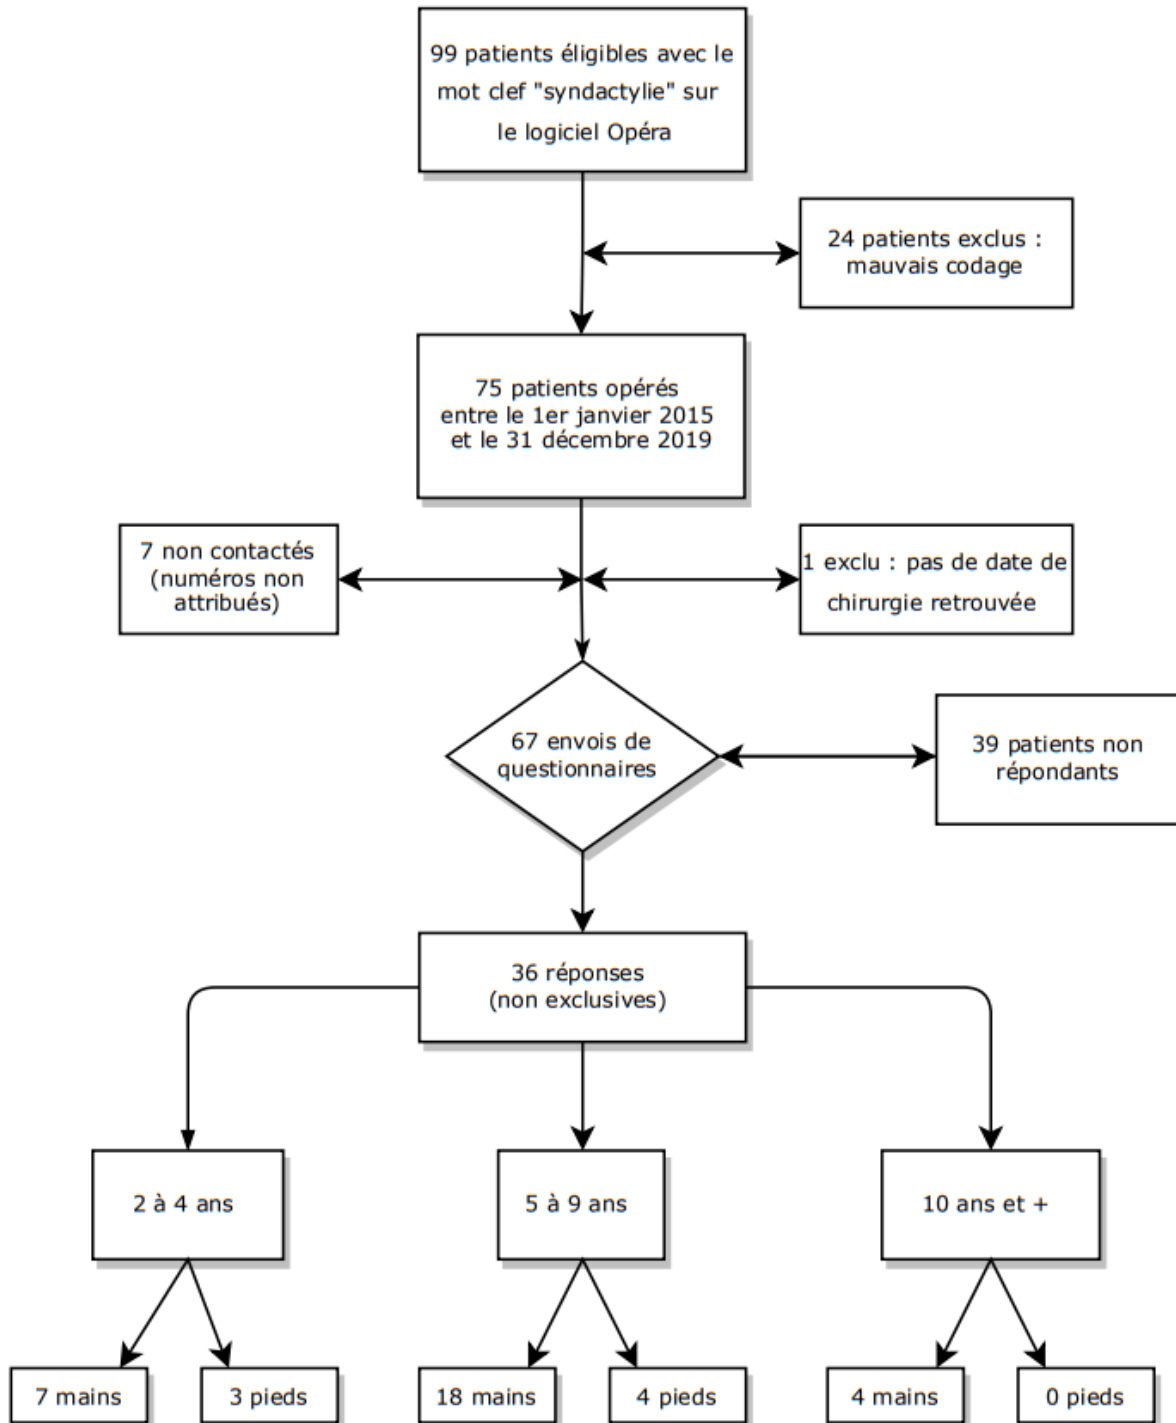 99 patients éligibles avec le
mot clef "syndactylie" sur
le logiciel Opéra
24 patients exclus :
mauvais codage
75 patients opérés
entre le 1er janvier 2015
et le 31 décembre 2019
7 non contactés
(numéros non
attribués)
1 exclu : pas de date de
chirurgie retrouvée
67 envois de
questionnaires
39 patients non
répondants
36 réponses
(non exclusives)
2 à 4 ans
5 à 9 ans
10 ans et +
7 mains
3 pieds
18 mains
4 pieds
4 mains
0 pieds